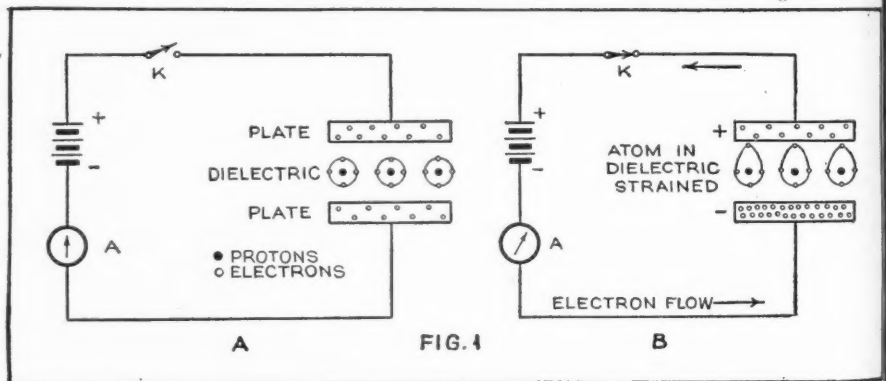 K
+
-
PLATE
DIELECTRIC
PLATE
A
PROTONS
ELECTRONS
A
FIG. 1
K
+
-
+
ATOM IN
DIELECTRIC
STRAINED
-
A
ELECTRON FLOW
B